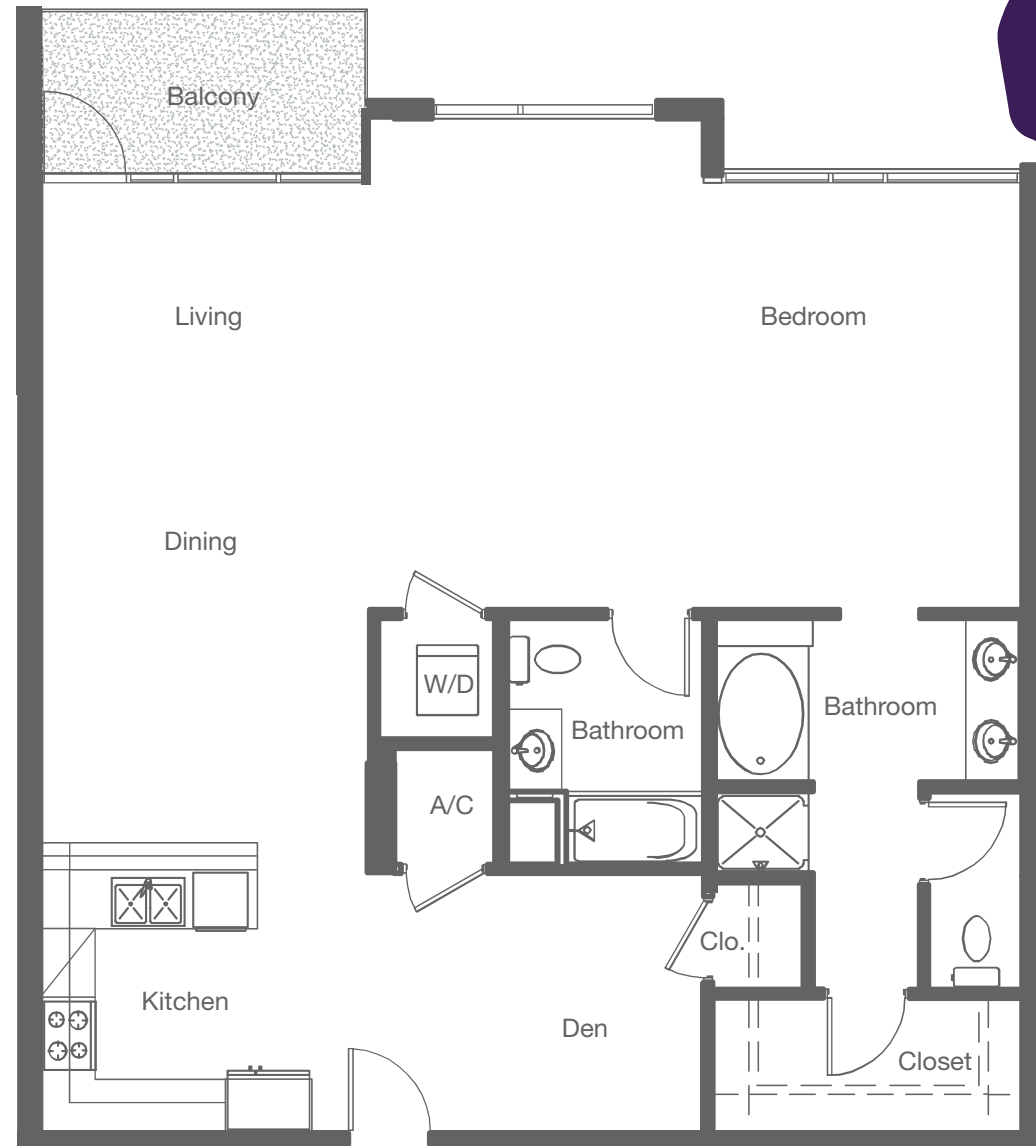 Balcony
Living
Bedroom
Dining
W/D
Bathroom
Bathroom
A/C
Clo.
Kitchen
Den
Closet